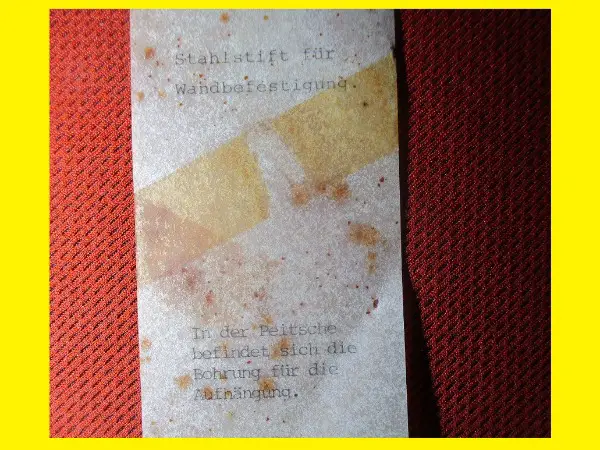 Stahlstift für
Wandbefestigung.
In der Peitsche
befindet sich die
Bohrung für die
Aufhängung.